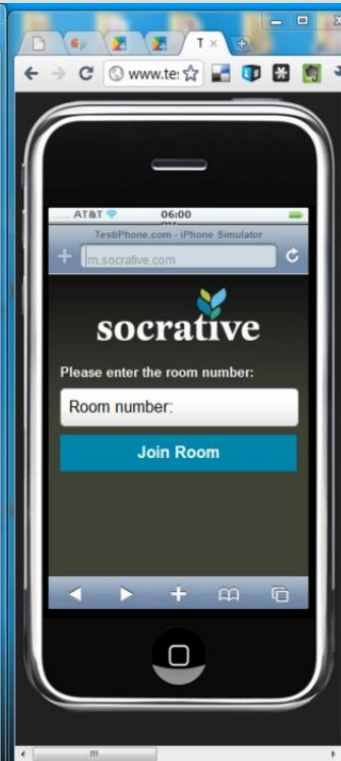 T
www.te:
AT&T
06:00
TestiPhone.com - iPhone Simulator
m.socrative.com
socrative
Please enter the room number:
Room number:
Join Room